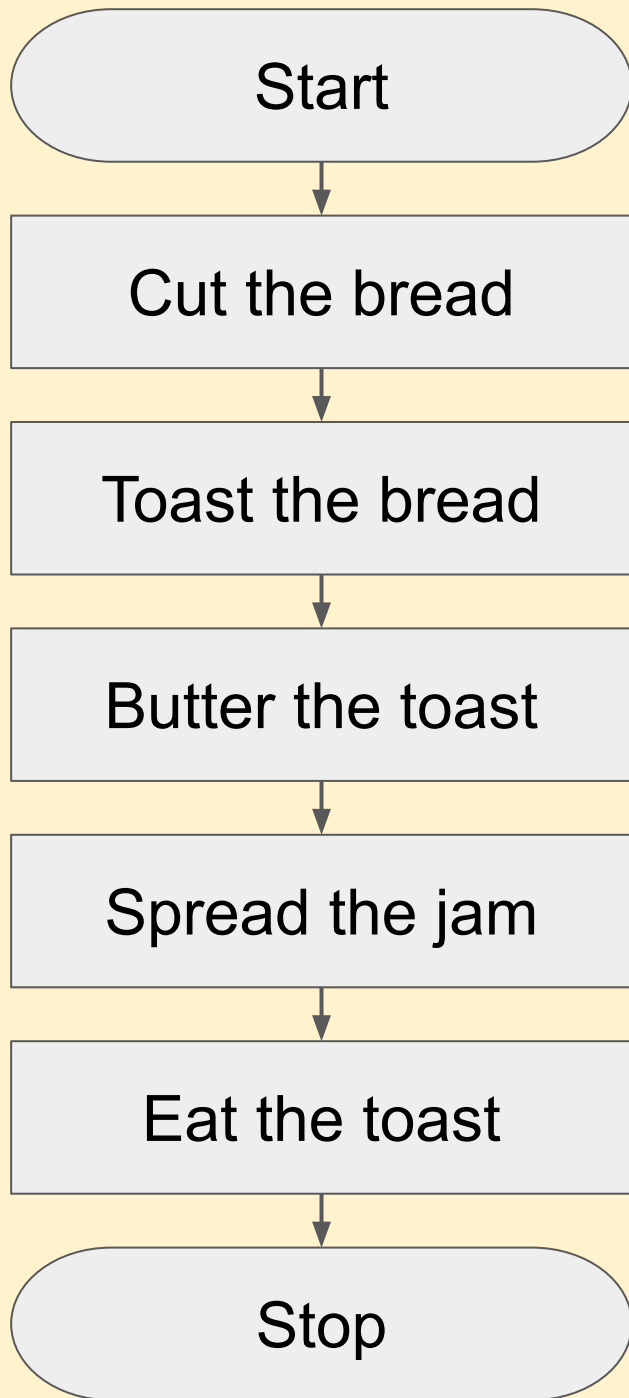 Start
Cut the bread
Toast the bread
Butter the toast
Spread the jam
Eat the toast
Stop